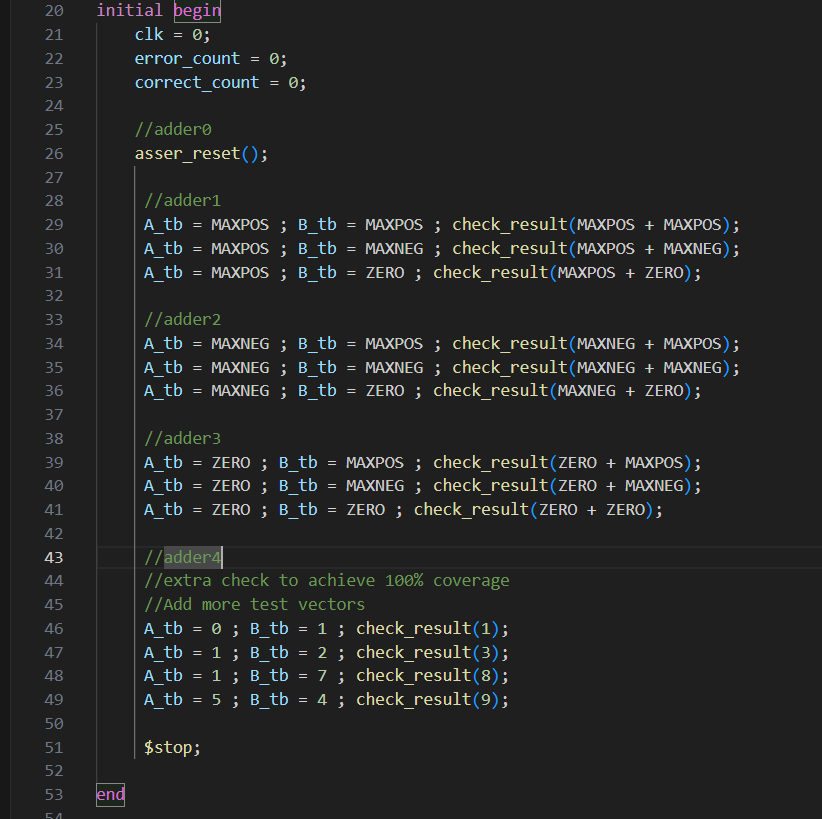 20 initial begin
21 clk = 0;
22 error_count = 0;
23 correct_count = 0;
24
25 //adder0
26 asser_reset();
27
28 //adder1
29 A_tb = MAXPOS ; B_tb = MAXPOS ; check_result(MAXPOS + MAXPOS);
30 A_tb = MAXPOS ; B_tb = MAXNEG ; check_result(MAXPOS + MAXNEG);
31 A_tb = MAXPOS ; B_tb = ZERO ; check_result(MAXPOS + ZERO);
32
33 //adder2
34 A_tb = MAXNEG ; B_tb = MAXPOS ; check_result(MAXNEG + MAXPOS);
35 A_tb = MAXNEG ; B_tb = MAXNEG ; check_result(MAXNEG + MAXNEG);
36 A_tb = MAXNEG ; B_tb = ZERO ; check_result(MAXNEG + ZERO);
37
38 //adder3
39 A_tb = ZERO ; B_tb = MAXPOS ; check_result(ZERO + MAXPOS);
40 A_tb = ZERO ; B_tb = MAXNEG ; check_result(ZERO + MAXNEG);
41 A_tb = ZERO ; B_tb = ZERO ; check_result(ZERO + ZERO);
42
43 //adder4
44 //extra check to achieve 100% coverage
45 //Add more test vectors
46 A_tb = 0 ; B_tb = 1 ; check_result(1);
47 A_tb = 1 ; B_tb = 2 ; check_result(3);
48 A_tb = 1 ; B_tb = 7 ; check_result(8);
49 A_tb = 5 ; B_tb = 4 ; check_result(9);
50
51 $stop;
52
53 end
54